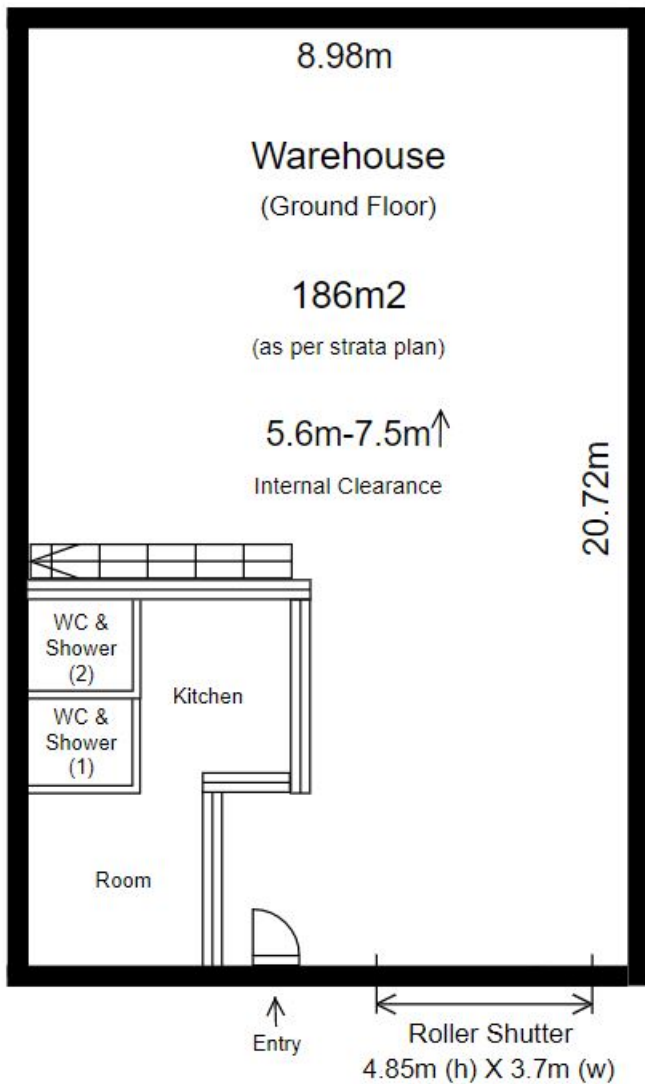 8.98m
Warehouse
(Ground Floor)
186m2
(as per strata plan)
5.6m-7.5m↑
Internal Clearance
20.72m
WC &
Shower
(2)
Kitchen
WC &
Shower
(1)
Room
Entry
Roller Shutter
4.85m (h) X 3.7m (w)